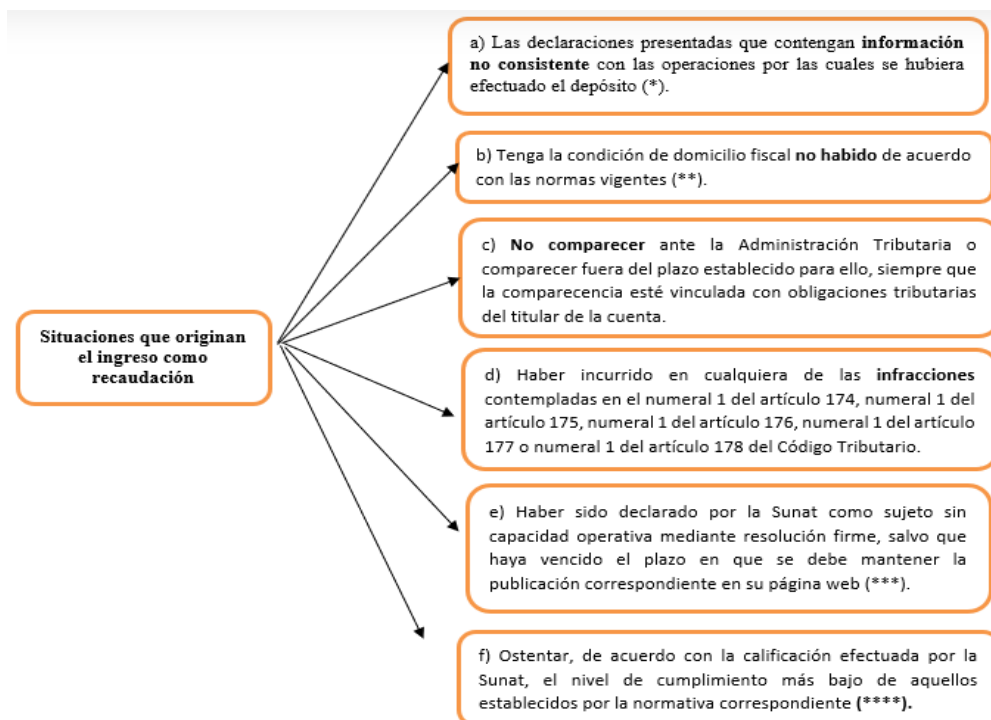 Situaciones que originan
el ingreso como
recaudación
a) Las declaraciones presentadas que contengan información
no consistente con las operaciones por las cuales se hubiera
efectuado el depósito (*).
b) Tenga la condición de domicilio fiscal no habido de acuerdo
con las normas vigentes (**).
c) No comparecer ante la Administración Tributaria o
comparecer fuera del plazo establecido para ello, siempre que
la comparecencia esté vinculada con obligaciones tributarias
del titular de la cuenta.
d) Haber incurrido en cualquiera de las infracciones
contempladas en el numeral 1 del artículo 174, numeral 1 del
artículo 175, numeral 1 del artículo 176, numeral 1 del artículo
177 o numeral 1 del artículo 178 del Código Tributario.
e) Haber sido declarado por la Sunat como sujeto sin
capacidad operativa mediante resolución firme, salvo que
haya vencido el plazo en que se debe mantener la
publicación correspondiente en su página web (***).
f) Ostentar, de acuerdo con la calificación efectuada por la
Sunat, el nivel de cumplimiento más bajo de aquellos
establecidos por la normativa correspondiente (****).